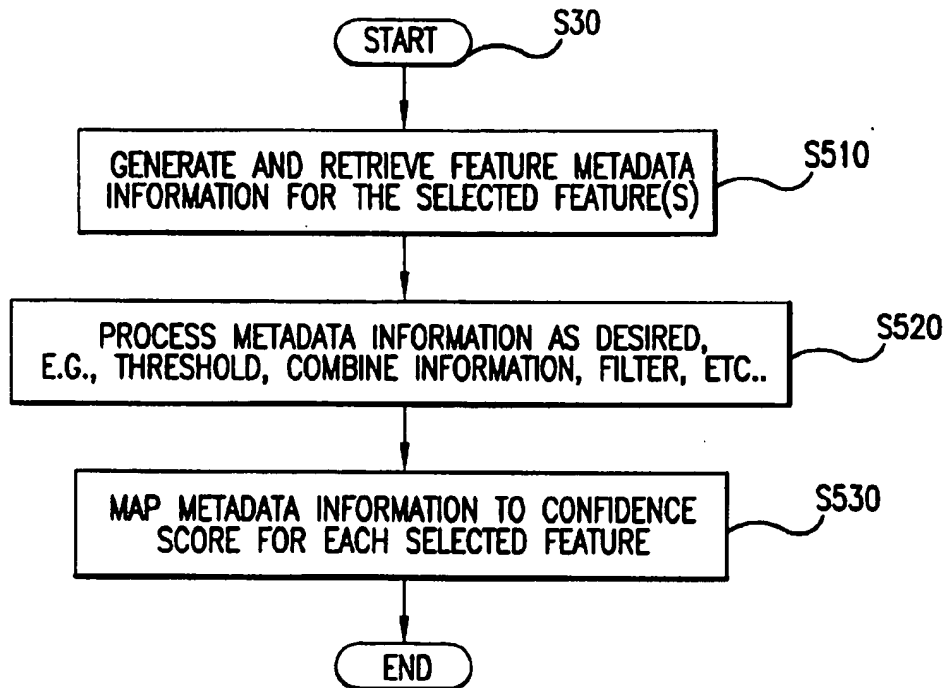 START
S30
GENERATE AND RETRIEVE FEATURE METADATA
INFORMATION FOR THE SELECTED FEATURE(S)
S510
PROCESS METADATA INFORMATION AS DESIRED,
E.G., THRESHOLD, COMBINE INFORMATION, FILTER, ETC..
S520
MAP METADATA INFORMATION TO CONFIDENCE
SCORE FOR EACH SELECTED FEATURE
S530
END